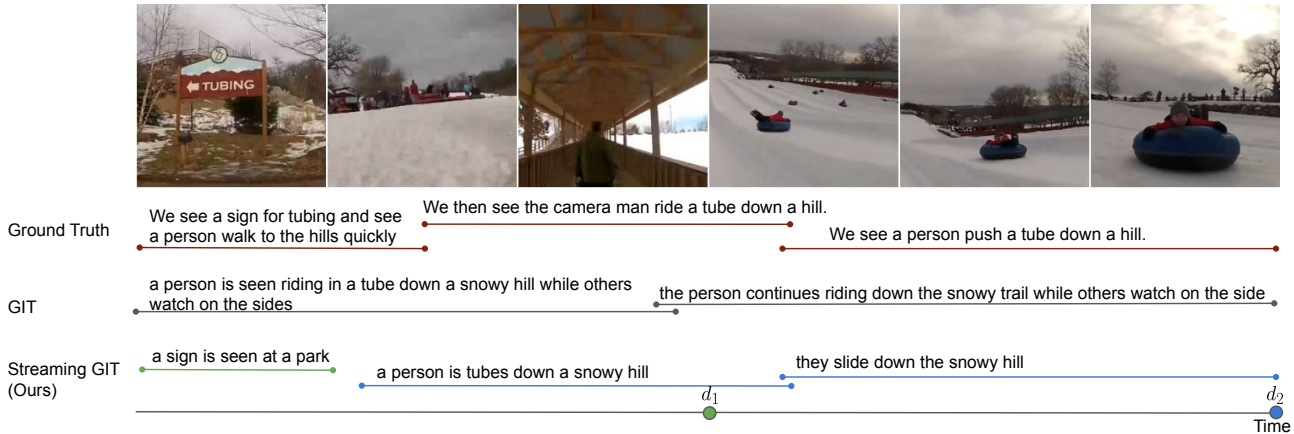 TUBING
We see a sign for tubing and see
a person walk to the hills quickly
We then see the camera man ride a tube down a hill.
We see a person push a tube down a hill.
Ground Truth
a person is seen riding in a tube down a snowy hill while others
watch on the sides
the person continues riding down the snowy trail while others watch on the side
GIT
a sign is seen at a park
a person is tubes down a snowy hill
they slide down the snowy hill
Streaming GIT
(Ours)
d1
d2
Time